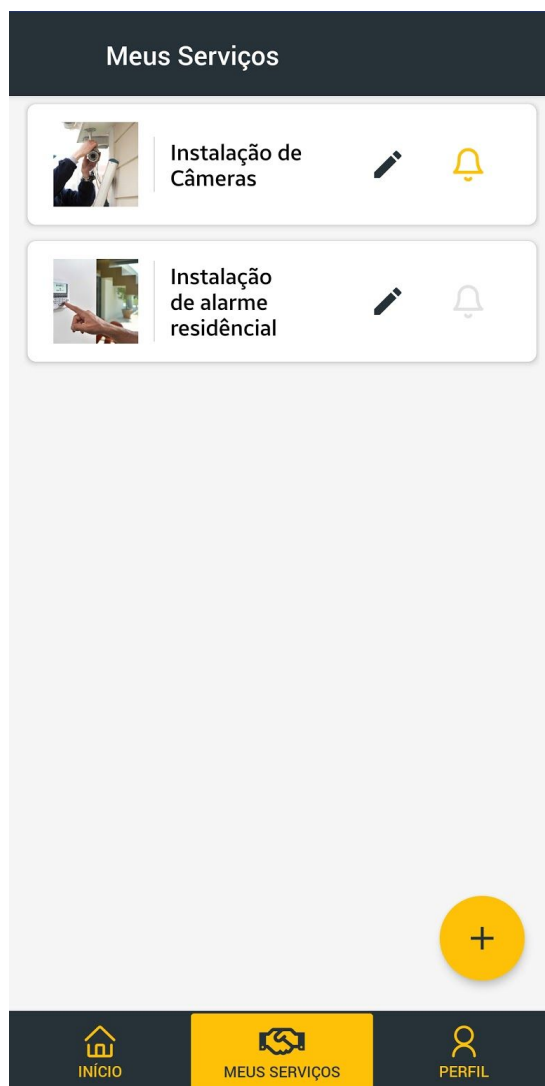 Meus Serviços
Instalação de
Câmeras
Instalação
de alarme
residêncial
INÍCIO
MEUS SERVIÇOS
PERFIL